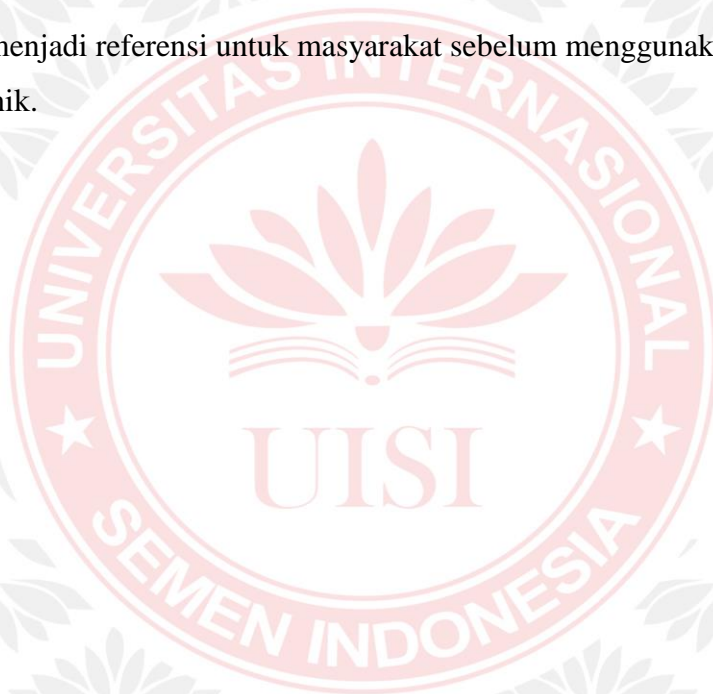 menjadi referensi untuk masyarakat sebelum menggunak
nik.
UNIVERSITAS INTERNASIONAL
UISI
SEMEN INDONESIA